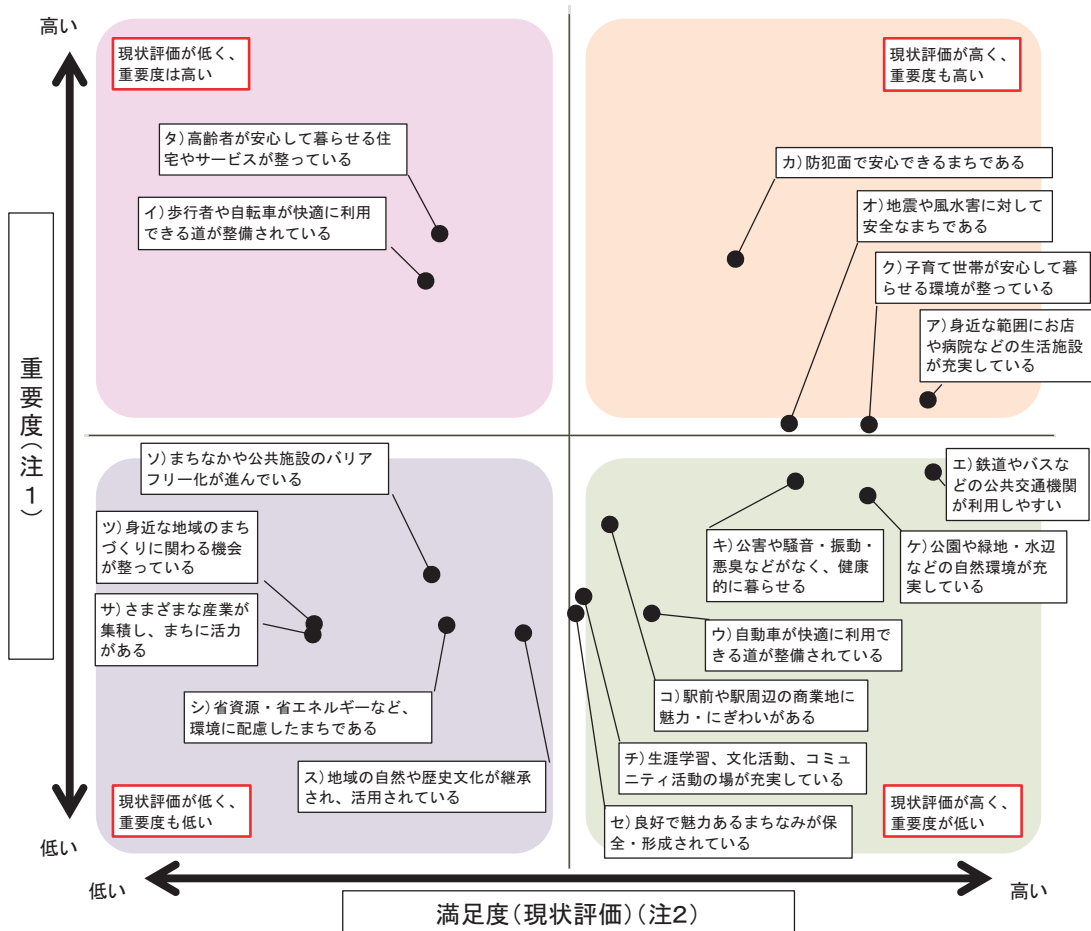 高い
現状評価が低く、
重要度は高い
現状評価が高く、
重要度も高い
タ）高齢者が安心して暮らせる住
宅やサービスが整っている
カ）防犯面で安心できるまちである
イ）歩行者や自転車が快適に利用
できる道が整備されている
オ）地震や風水害に対して
安全なまちである
ク）子育て世帯が安心して暮
らせる環境が整っている
ア）身近な範囲にお店
や病院などの生活施設
が充実している
重要度（注１）
ソ）まちなかや公共施設のバリア
フリー化が進んでいる
エ）鉄道やバスな
どの公共交通機関
が利用しやすい
ツ）身近な地域のまち
づくりに関わる機会
が整っている
キ）公害や騒音・振動・
悪臭などがなく、健康
的に暮らせる
ケ）公園や緑地・水辺
などの自然環境が充
実している
サ）さまざまな産業が
集積し、まちに活力
がある
ウ）自動車が快適に利用で
きる道が整備されている
シ）省資源・省エネルギーなど、
環境に配慮したまちである
コ）駅前や駅周辺の商業地に
魅力・にぎわいがある
ス）地域の自然や歴史文化が継承
され、活用されている
チ）生涯学習、文化活動、コミュ
ニティ活動の場が充実している
現状評価が低く、
重要度も低い
セ）良好で魅力あるまちなみが保
全・形成されている
現状評価が高く、
重要度が低い
低い
低い
高い
満足度（現状評価）（注２）